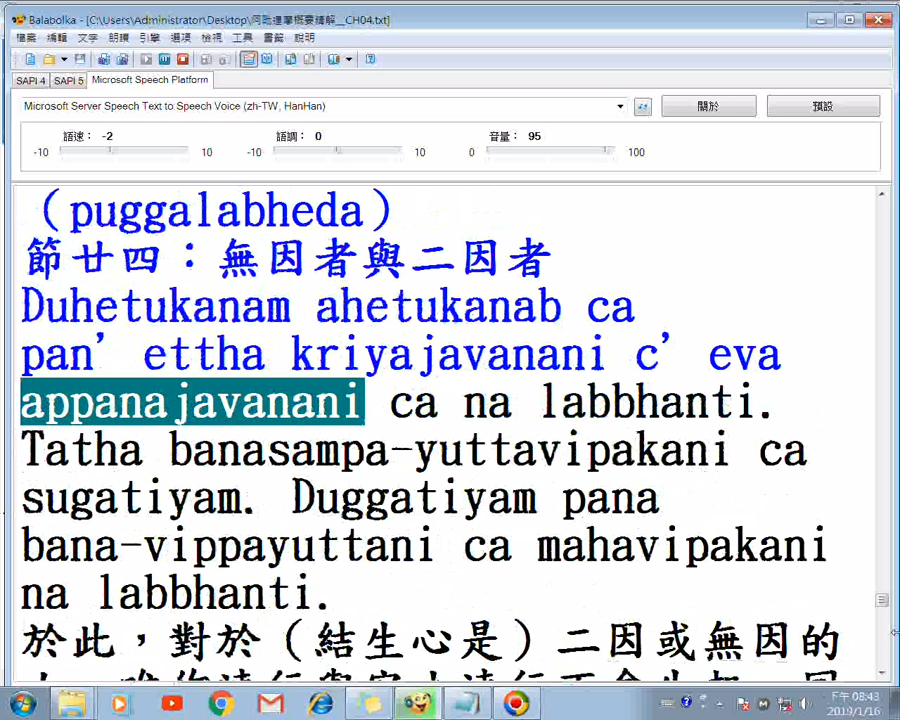 Balabolka - [C:\Users\Administrator\Desktop\阿毗達摩概要精解__CH04.txt]
檔案 編輯 文字 朗讀 引擎 選項 檢視 工具 書籤 說明
SAPI 4 SAPI 5 Microsoft Speech Platform
Microsoft Server Speech Text to Speech Voice (zh-TW, HanHan) 關於 預設
語速： -2 語調： 0 音量： 95
-10 10 -10 10 0 100
（puggalabheda）
節廿四：無因者與二因者
Duhetukanam ahetukanab ca
pan’ ettha kriyajavanani c’ eva
appanajavanani ca na labbhanti.
Tatha banasampa-yuttavipakani ca
sugatiyam. Duggatiyam pana
bana-vippayuttani ca mahavipakani
na labbhanti.
於此，對於（結生心是）二因或無因的
下午 08:43
2019/1/16